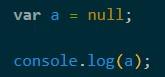 var a = null;
console.log(a);